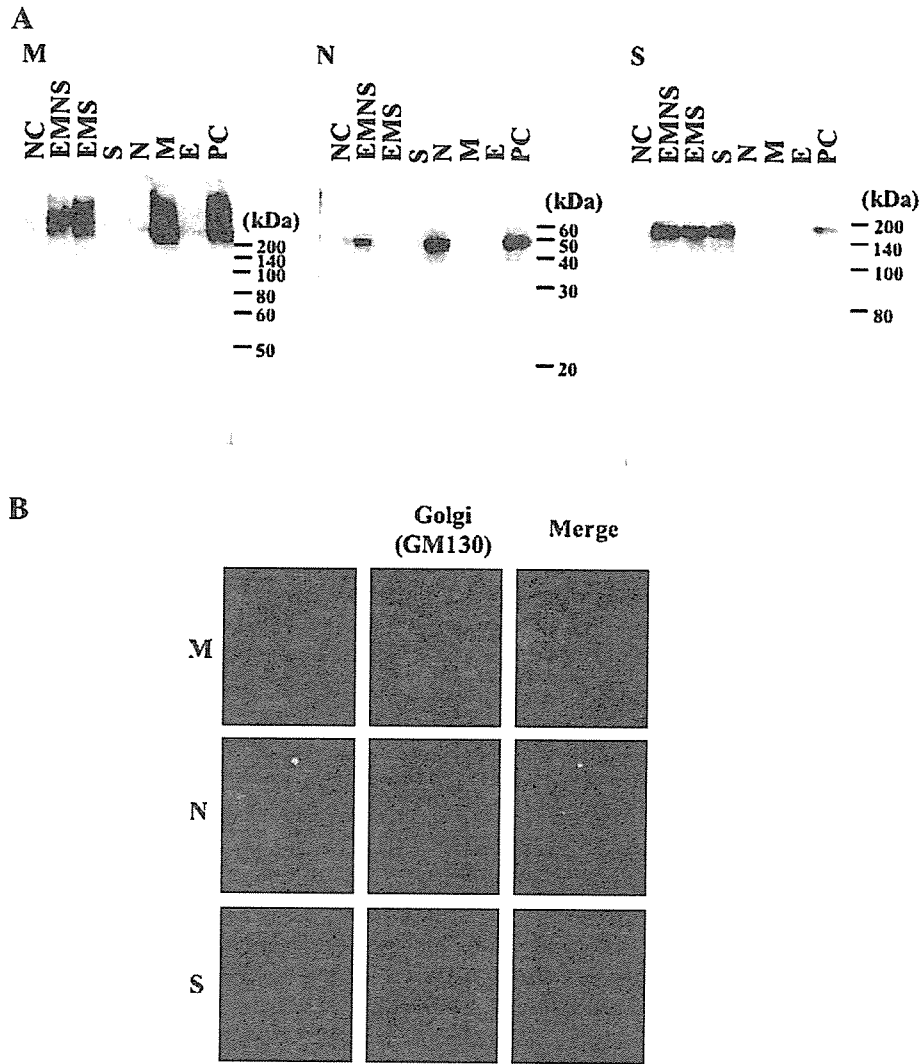 A
M
NC
EMNS
EMS
S
N
M
E
PC
(kDa)
200
140
100
80
60
50
N
NC
EMNS
EMS
S
N
M
E
PC
(kDa)
60
50
40
30
20
S
NC
EMNS
EMS
S
N
M
E
PC
(kDa)
200
140
100
80
B
Golgi
(GM130)
Merge
M
N
S